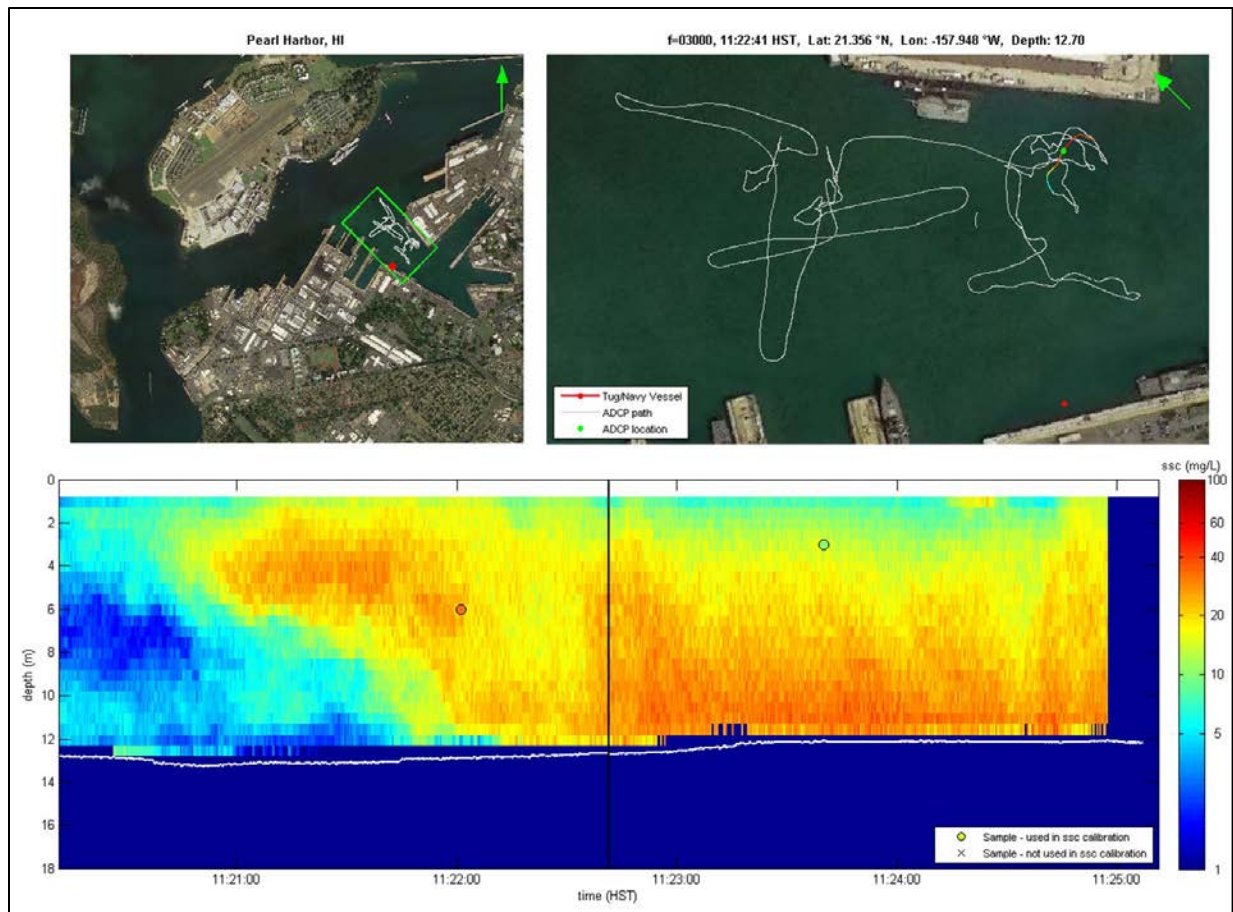 Pearl Harbor, HI
f=03000, 11:22:41 HST, Lat: 21.356 °N, Lon: -157.948 °W, Depth: 12.70
Tug/Navy Vessel
ADCP path
ADCP location
ssc (mg/L)
0
2
4
6
8
10
12
14
16
18
depth (m)
100
60
40
20
10
5
1
Sample - used in ssc calibration
Sample - not used in ssc calibration
11:21:00
11:22:00
11:23:00
11:24:00
11:25:00
time (HST)